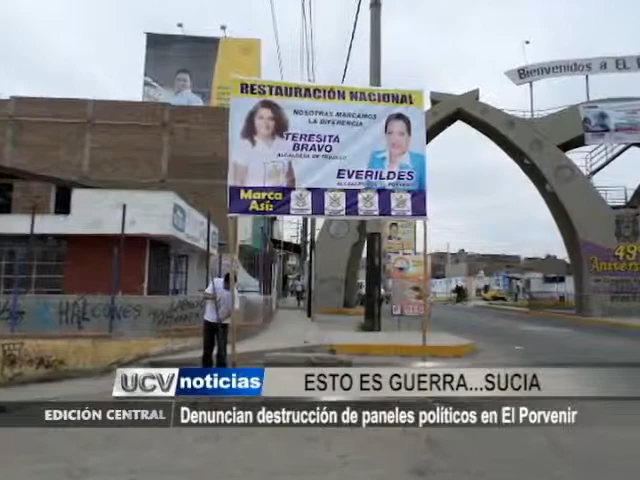 Bienvenidos a EL
RESTAURACIÓN NACIONAL
NOSOTRAS MARCAMOS
LA DIFERENCIA
TERESITA
BRAVO
ALCALDESA DE TRUJILLO
EVERILDES
ALCALDESA EL PORVENIR
Marca
Así:
49
Aniversario
HALCONES
UCV noticias
ESTO ES GUERRA...SUCIA
EDICIÓN CENTRAL
Denuncian destrucción de paneles políticos en El Porvenir